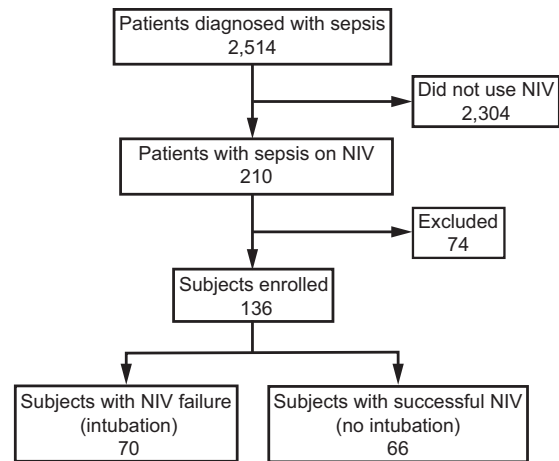 Patients diagnosed with sepsis
2,514
Did not use NIV
2,304
Patients with sepsis on NIV
210
Excluded
74
Subjects enrolled
136
Subjects with NIV failure
(intubation)
70
Subjects with successful NIV
(no intubation)
66